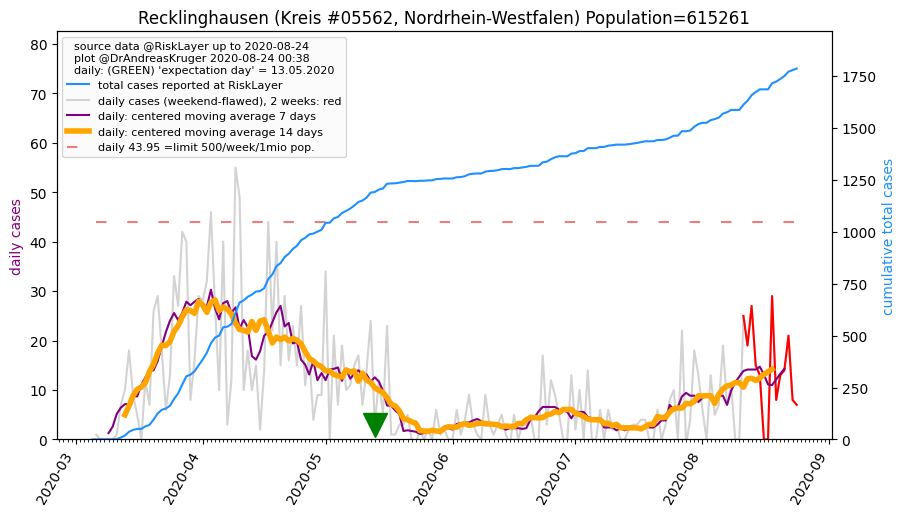 Recklinghausen (Kreis #05562, Nordrhein-Westfalen) Population=615261
source data @RiskLayer up to 2020-08-24
plot @DrAndreasKruger 2020-08-24 00:38
daily: (GREEN) 'expectation day' = 13.05.2020
total cases reported at RiskLayer
daily cases (weekend-flawed), 2 weeks: red
daily: centered moving average 7 days
daily: centered moving average 14 days
daily 43.95 =limit 500/week/1mio pop.
daily cases
80
70
60
50
40
30
20
10
0
cumulative total cases
1750
1500
1250
1000
750
500
250
0
2020-03
2020-04
2020-05
2020-06
2020-07
2020-08
2020-09